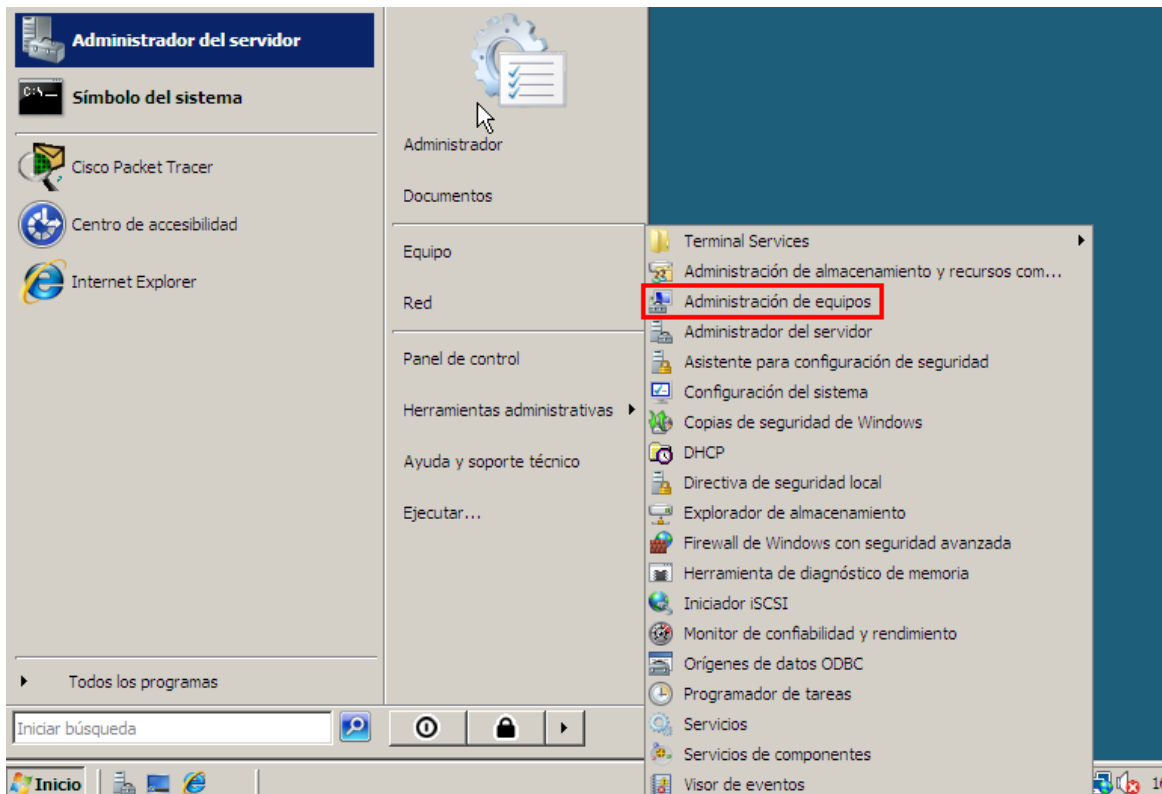 Administrador del servidor
Símbolo del sistema
Cisco Packet Tracer
Centro de accesibilidad
Internet Explorer
Todos los programas
Iniciar búsqueda
Administrador
Documentos
Equipo
Red
Panel de control
Herramientas administrativas
Ayuda y soporte técnico
Ejecutar...
Terminal Services
Administración de almacenamiento y recursos com...
Administración de equipos
Administrador del servidor
Asistente para configuración de seguridad
Configuración del sistema
Copias de seguridad de Windows
DHCP
Directiva de seguridad local
Explorador de almacenamiento
Firewall de Windows con seguridad avanzada
Herramienta de diagnóstico de memoria
Iniciador iSCSI
Monitor de confiabilidad y rendimiento
Orígenes de datos ODBC
Programador de tareas
Servicios
Servicios de componentes
Visor de eventos
Inicio